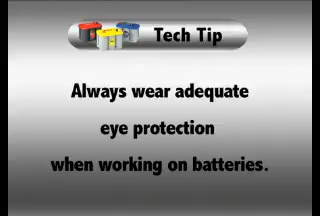 Tech Tip
Always wear adequate
eye protection
when working on batteries.